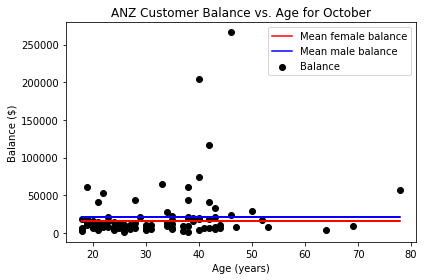 ANZ Customer Balance vs. Age for October
Mean female balance
Mean male balance
Balance
250000
200000
150000
100000
50000
0
Balance ($)
20 30 40 50 60 70 80
Age (years)